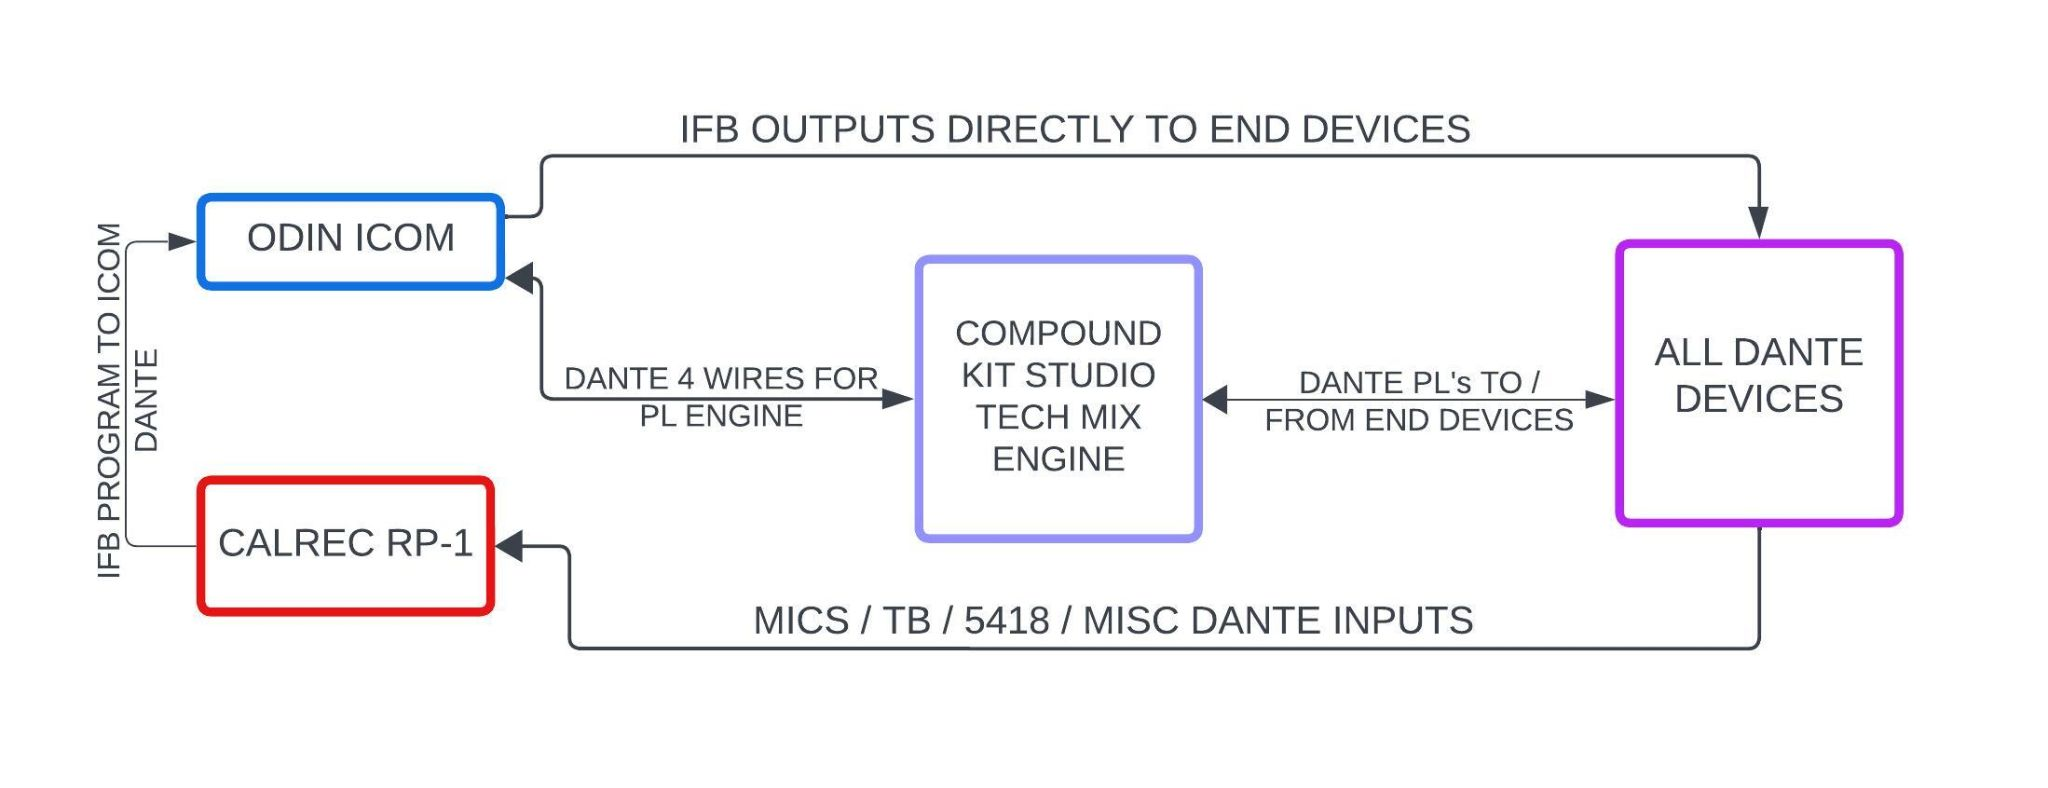 IFB OUTPUTS DIRECTLY TO END DEVICES
ODIN ICOM
IFB PROGRAM TO ICOM
DANTE
COMPOUND
KIT STUDIO
TECH MIX
ENGINE
DANTE 4 WIRES FOR
PL ENGINE
DANTE PL's TO /
FROM END DEVICES
ALL DANTE
DEVICES
CALREC RP-1
MICS / TB / 5418 / MISC DANTE INPUTS